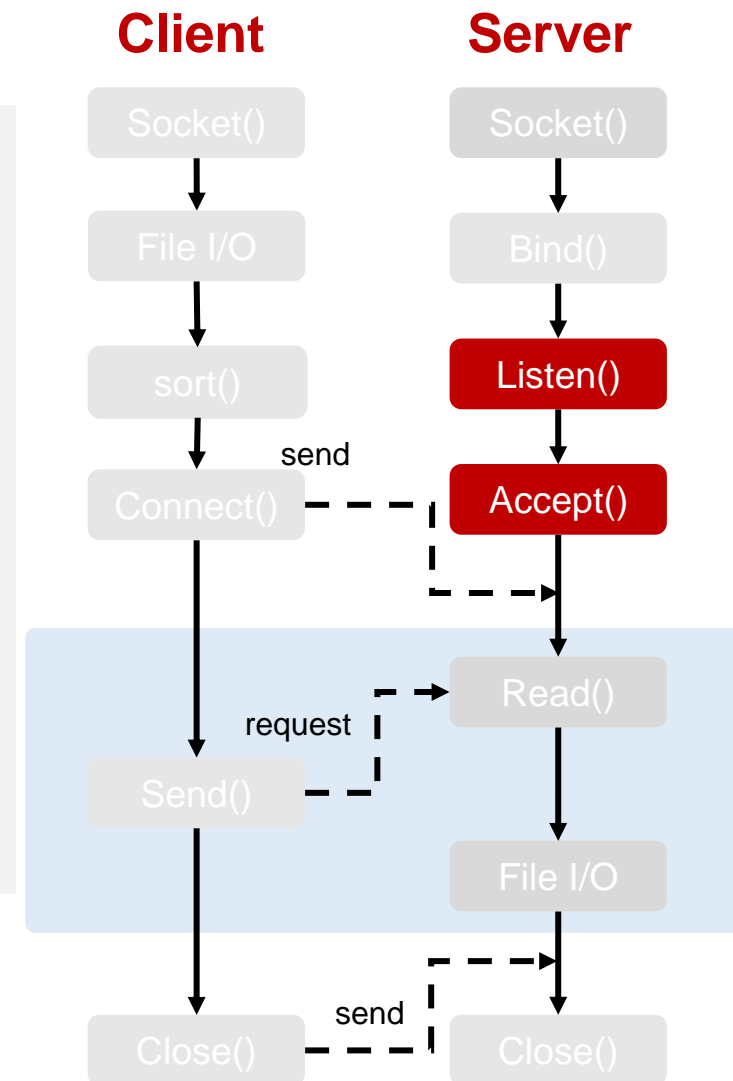 Client
Server
Socket()
Socket()
File I/O
Bind()
sort()
Listen()
send
Connect()
Accept()
Read()
request
Send()
File I/O
send
Close()
Close()